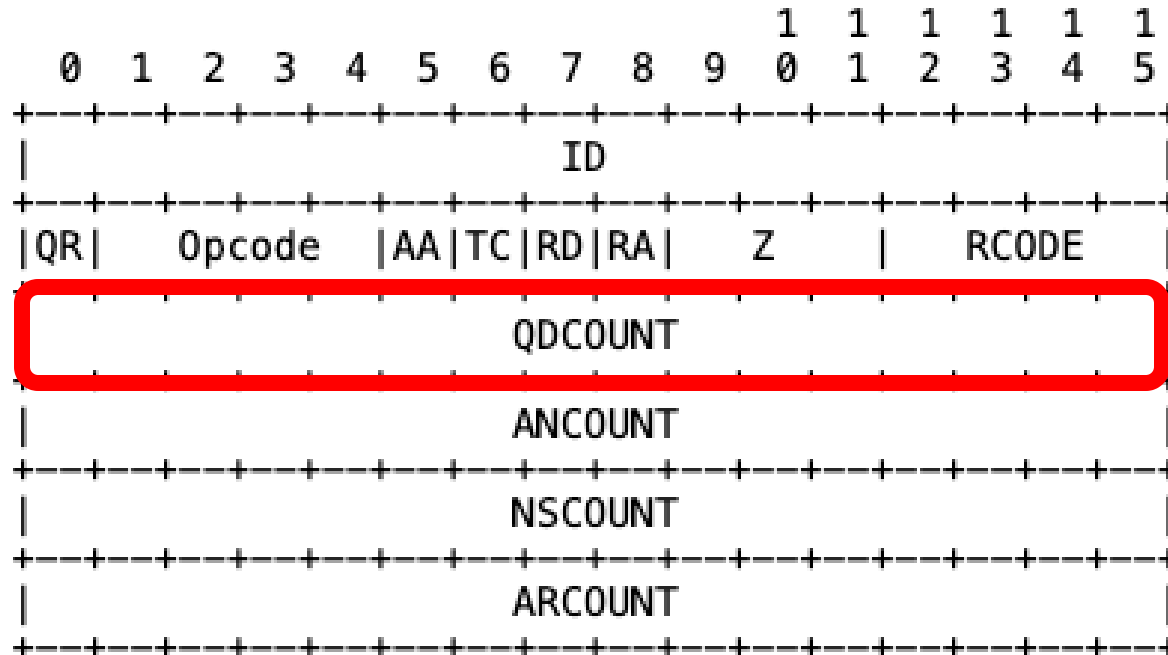 1  1  1  1  1  1
  0  1  2  3  4  5  6  7  8  9  0  1  2  3  4  5
+--+--+--+--+--+--+--+--+--+--+--+--+--+--+--+--+
|                      ID                       |
+--+--+--+--+--+--+--+--+--+--+--+--+--+--+--+--+
|QR|   Opcode  |AA|TC|RD|RA|   Z    |   RCODE   |
QDCOUNT
|                    ANCOUNT                    |
+--+--+--+--+--+--+--+--+--+--+--+--+--+--+--+--+
|                    NSCOUNT                    |
+--+--+--+--+--+--+--+--+--+--+--+--+--+--+--+--+
|                    ARCOUNT                    |
+--+--+--+--+--+--+--+--+--+--+--+--+--+--+--+--+